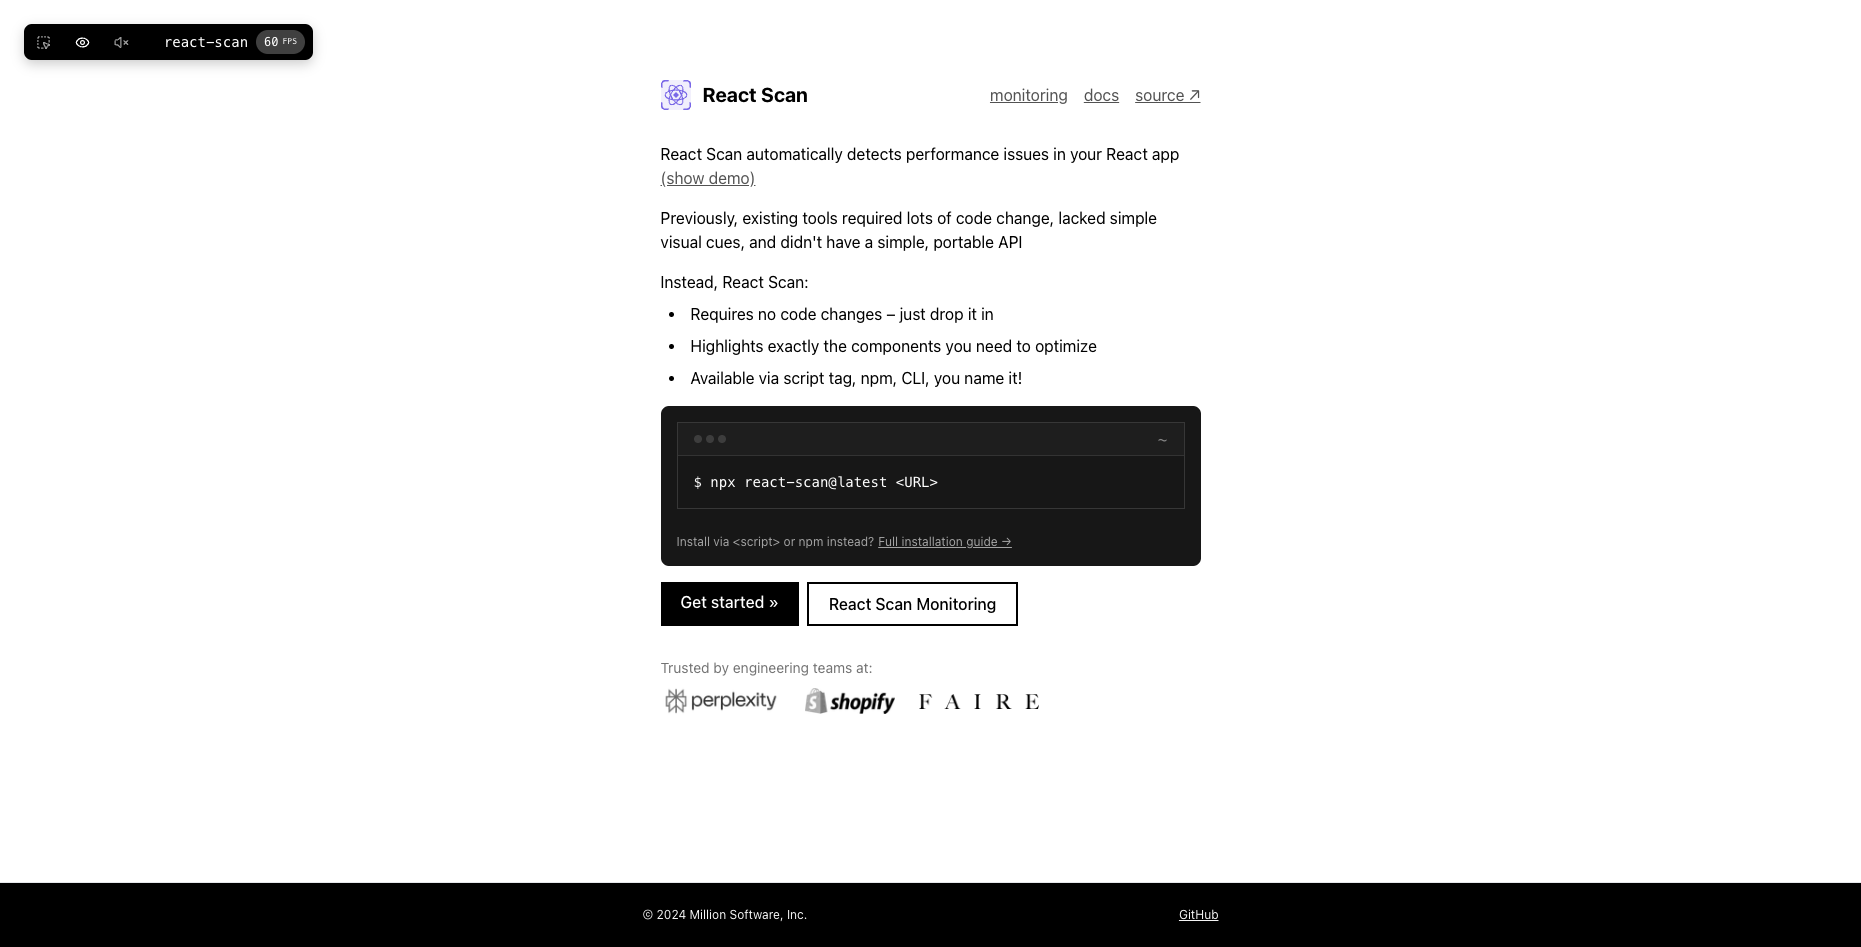 react-scan 60 FPS
React Scan
monitoring docs source ↗
React Scan automatically detects performance issues in your React app
(show demo)
Previously, existing tools required lots of code change, lacked simple
visual cues, and didn't have a simple, portable API
Instead, React Scan:
• Requires no code changes – just drop it in
• Highlights exactly the components you need to optimize
• Available via script tag, npm, CLI, you name it!
~
$ npx react-scan@latest <URL>
Install via <script> or npm instead? Full installation guide →
Get started »
React Scan Monitoring
Trusted by engineering teams at:
perplexity shopify FAIRE
© 2024 Million Software, Inc.
GitHub